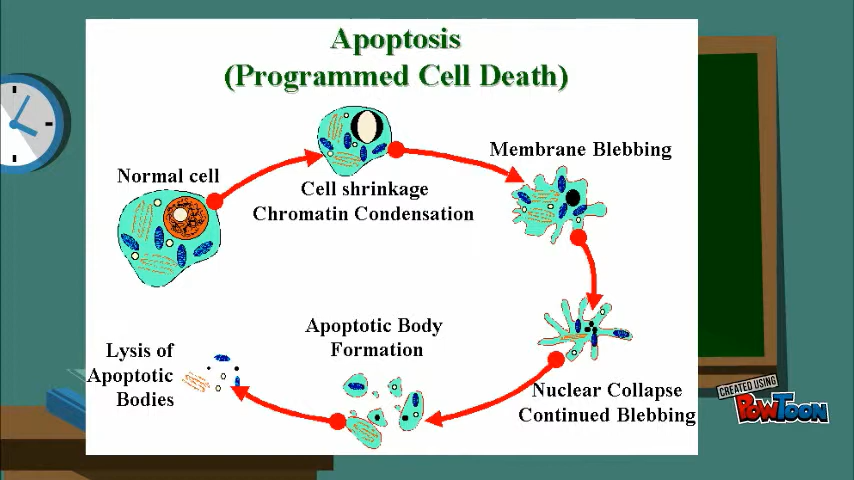 Apoptosis
(Programmed Cell Death)
Normal cell
Cell shrinkage
Chromatin Condensation
Membrane Blebbing
Nuclear Collapse
Continued Blebbing
Apoptotic Body
Formation
Lysis of
Apoptotic
Bodies
CREATED USING
POWTOON